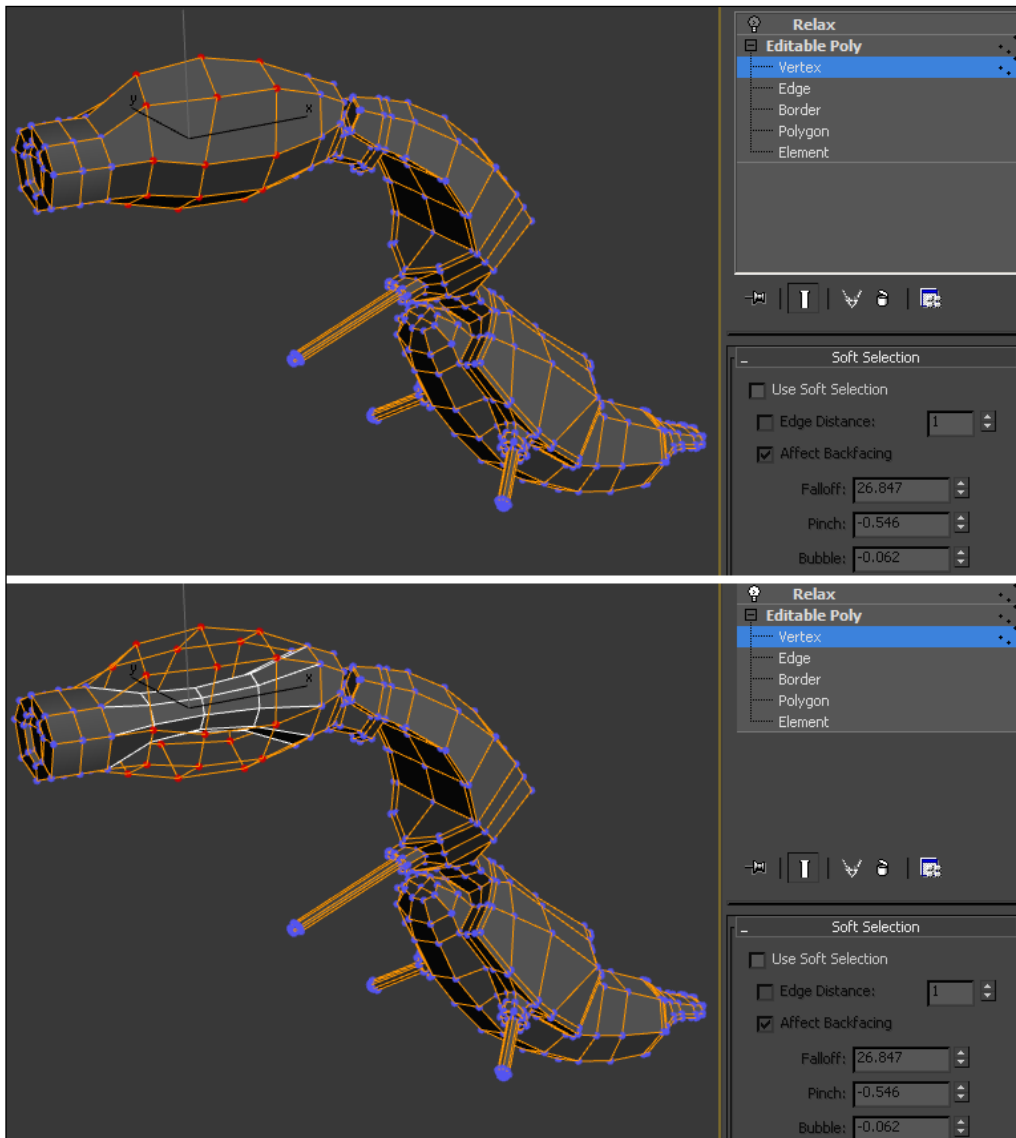 Relax
Editable Poly
Vertex
Edge
Border
Polygon
Element
y
x
Soft Selection
Use Soft Selection
Edge Distance: 1
Affect Backfacing
Falloff: 26.847
Pinch: -0.546
Bubble: -0.062
Relax
Editable Poly
Vertex
Edge
Border
Polygon
Element
y
x
Soft Selection
Use Soft Selection
Edge Distance: 1
Affect Backfacing
Falloff: 26.847
Pinch: -0.546
Bubble: -0.062